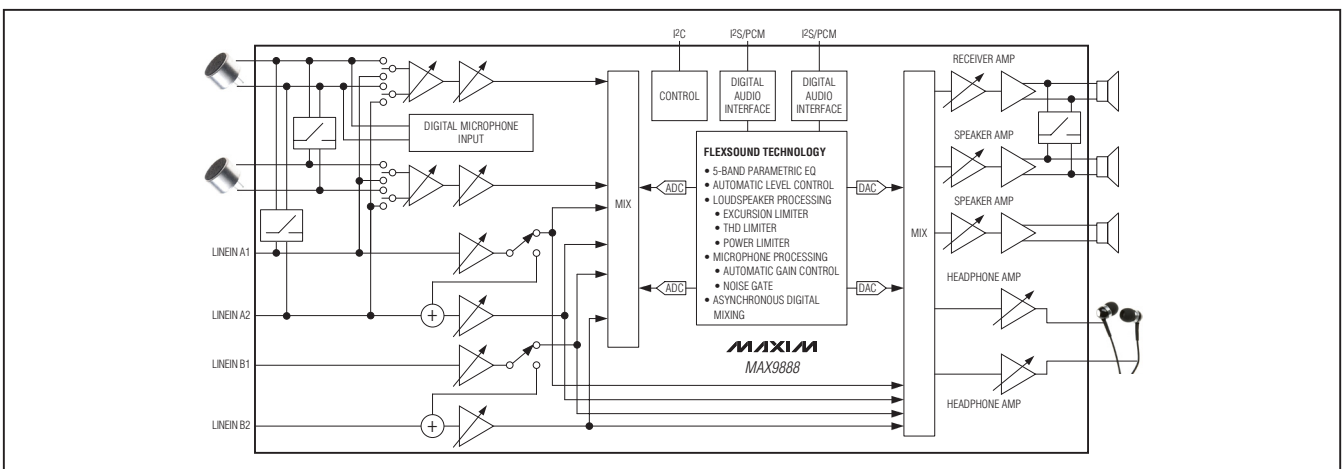 I²C
I²S/PCM
I²S/PCM
RECEIVER AMP
CONTROL
DIGITAL
AUDIO
INTERFACE
DIGITAL
AUDIO
INTERFACE
DIGITAL MICROPHONE
INPUT
SPEAKER AMP
FLEXSOUND TECHNOLOGY
• 5-BAND PARAMETRIC EQ
• AUTOMATIC LEVEL CONTROL
• LOUDSPEAKER PROCESSING
• EXCURSION LIMITER
• THD LIMITER
• POWER LIMITER
• MICROPHONE PROCESSING
• AUTOMATIC GAIN CONTROL
• NOISE GATE
• ASYNCHRONOUS DIGITAL
MIXING
ADC
DAC
MIX
SPEAKER AMP
MIX
LINEIN A1
ADC
DAC
HEADPHONE AMP
LINEIN A2
+
MAXIM
MAX9888
LINEIN B1
HEADPHONE AMP
LINEIN B2
+